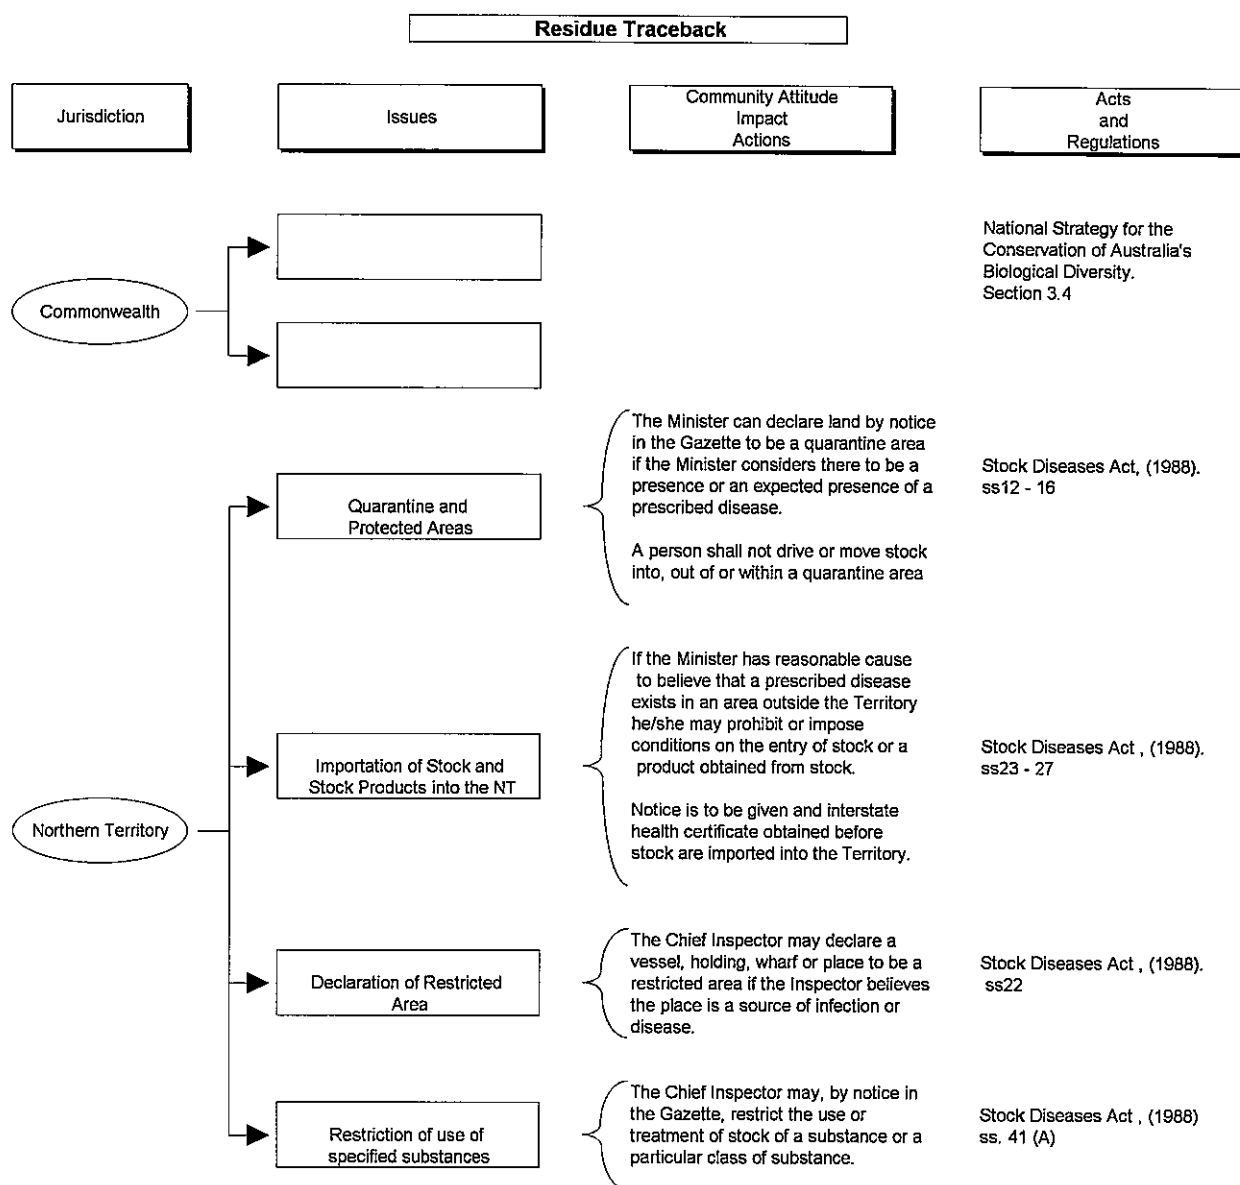 Residue Traceback
Jurisdiction
Issues
Community Attitude
Impact
Actions
Acts
and
Regulations
Commonwealth
National Strategy for the
Conservation of Australia's
Biological Diversity.
Section 3.4
Northern Territory
Quarantine and
Protected Areas
The Minister can declare land by notice
in the Gazette to be a quarantine area
if the Minister considers there to be a
presence or an expected presence of a
prescribed disease.
A person shall not drive or move stock
into, out of or within a quarantine area
Stock Diseases Act, (1988).
ss12 - 16
Importation of Stock and
Stock Products into the NT
If the Minister has reasonable cause
to believe that a prescribed disease
exists in an area outside the Territory
he/she may prohibit or impose
conditions on the entry of stock or a
product obtained from stock.
Notice is to be given and interstate
health certificate obtained before
stock are imported into the Territory.
Stock Diseases Act , (1988).
ss23 - 27
Declaration of Restricted
Area
The Chief Inspector may declare a
vessel, holding, wharf or place to be a
restricted area if the Inspector believes
the place is a source of infection or
disease.
Stock Diseases Act , (1988).
ss22
Restriction of use of
specified substances
The Chief Inspector may, by notice in
the Gazette, restrict the use or
treatment of stock of a substance or a
particular class of substance.
Stock Diseases Act , (1988)
ss. 41 (A)